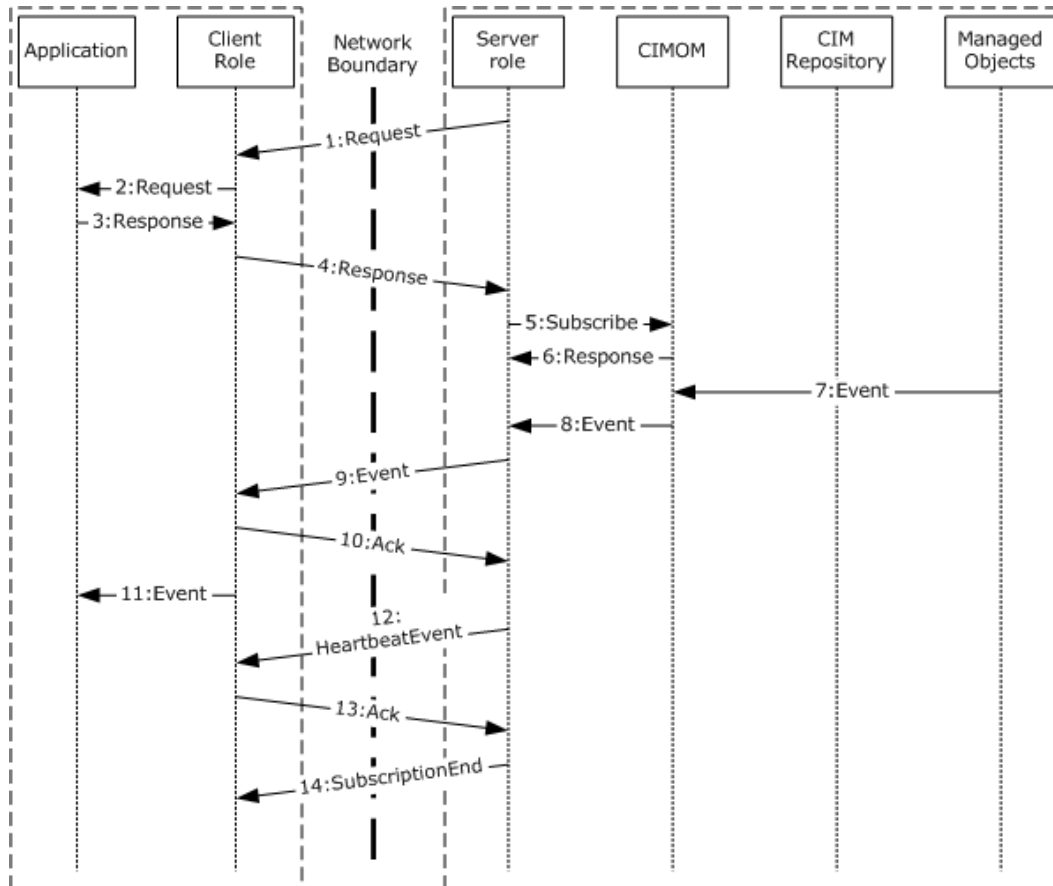 Application
Client
Role
Network
Boundary
Server
role
CIMOM
CIM
Repository
Managed
Objects
1:Request
2:Request
3:Response
4:Response
5:Subscribe
6:Response
7:Event
8:Event
9:Event
10:Ack
11:Event
12:
HeartbeatEvent
13:Ack
14:SubscriptionEnd